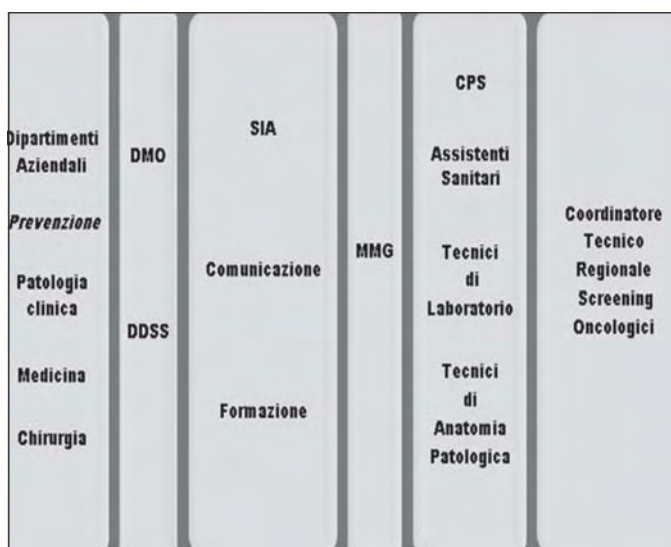 Dipartimenti
Aziendali
Prevenzione
Patologia
clinica
Medicina
Chirurgia
DMO
DDSS
SIA
Comunicazione
Formazione
MMG
CPS
Assistenti
Sanitari
Tecnici
di
Laboratorio
Tecnici
di
Anatomia
Patologica
Coordinatore
Tecnico
Regionale
Screening
Oncologici